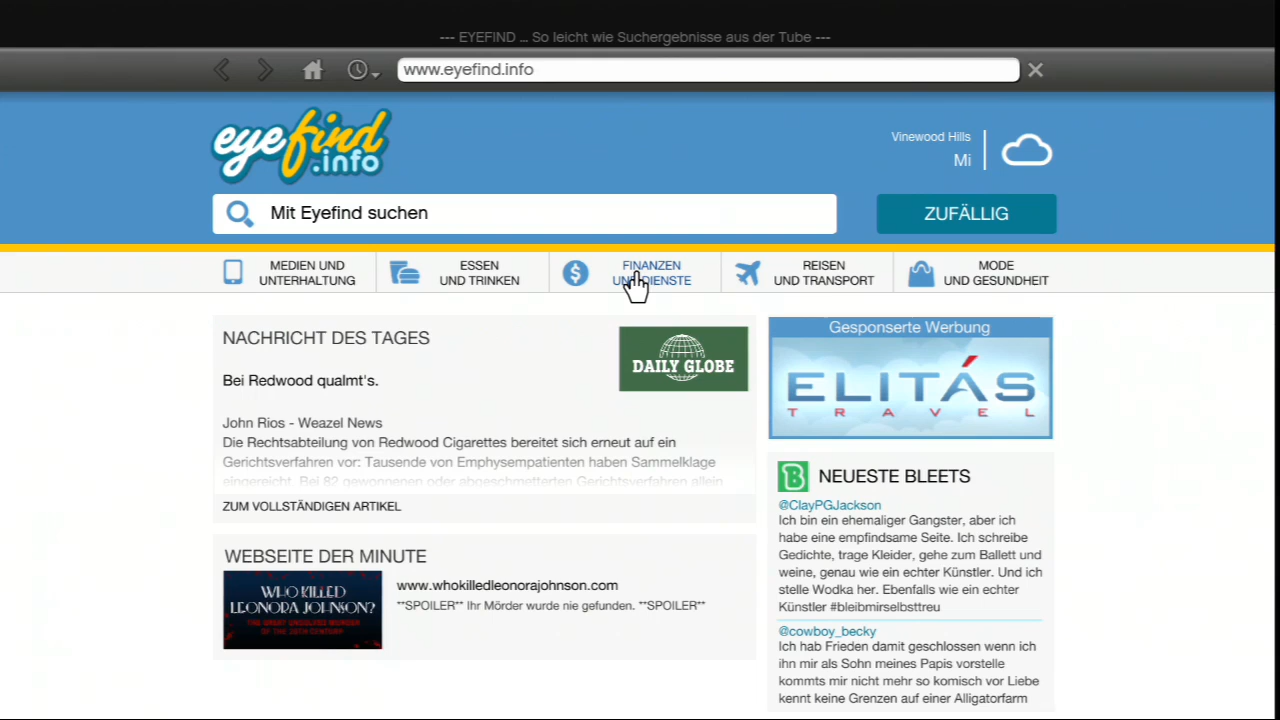 --- EYEFIND ... So leicht wie Suchergebnisse aus der Tube ---
www.eyefind.info
eyefind
.info
Vinewood Hills
Mi
Mit Eyefind suchen
ZUFÄLLIG
MEDIEN UND
UNTERHALTUNG
ESSEN
UND TRINKEN
FINANZEN
UND DIENSTE
REISEN
UND TRANSPORT
MODE
UND GESUNDHEIT
NACHRICHT DES TAGES
DAILY GLOBE
Bei Redwood qualmt's.
John Rios - Weazel News
Die Rechtsabteilung von Redwood Cigarettes bereitet sich erneut auf ein
Gerichtsverfahren vor: Tausende von Emphysempatienten haben Sammelklage
eingereicht. Bei 82 gewonnenen oder abgeschmetterten Gerichtsverfahren allein
ZUM VOLLSTÄNDIGEN ARTIKEL
WEBSEITE DER MINUTE
WHO KILLED
LEONORA JOHNSON?
THE GREAT UNSOLVED MURDER
OF THE 20TH CENTURY
www.whokilledleonorajohnson.com
**SPOILER** Ihr Mörder wurde nie gefunden. **SPOILER**
Gesponserte Werbung
ELITÁS
TRAVEL
NEUESTE BLEETS
@ClayPGJackson
Ich bin ein ehemaliger Gangster, aber ich
habe eine empfindsame Seite. Ich schreibe
Gedichte, trage Kleider, gehe zum Ballett und
weine, genau wie ein echter Künstler. Und ich
stelle Wodka her. Ebenfalls wie ein echter
Künstler #bleibmirselbsttreu
@cowboy_becky
Ich hab Frieden damit geschlossen wenn ich
ihn mir als Sohn meines Papis vorstelle
kommts mir nicht mehr so komisch vor Liebe
kennt keine Grenzen auf einer Alligatorfarm